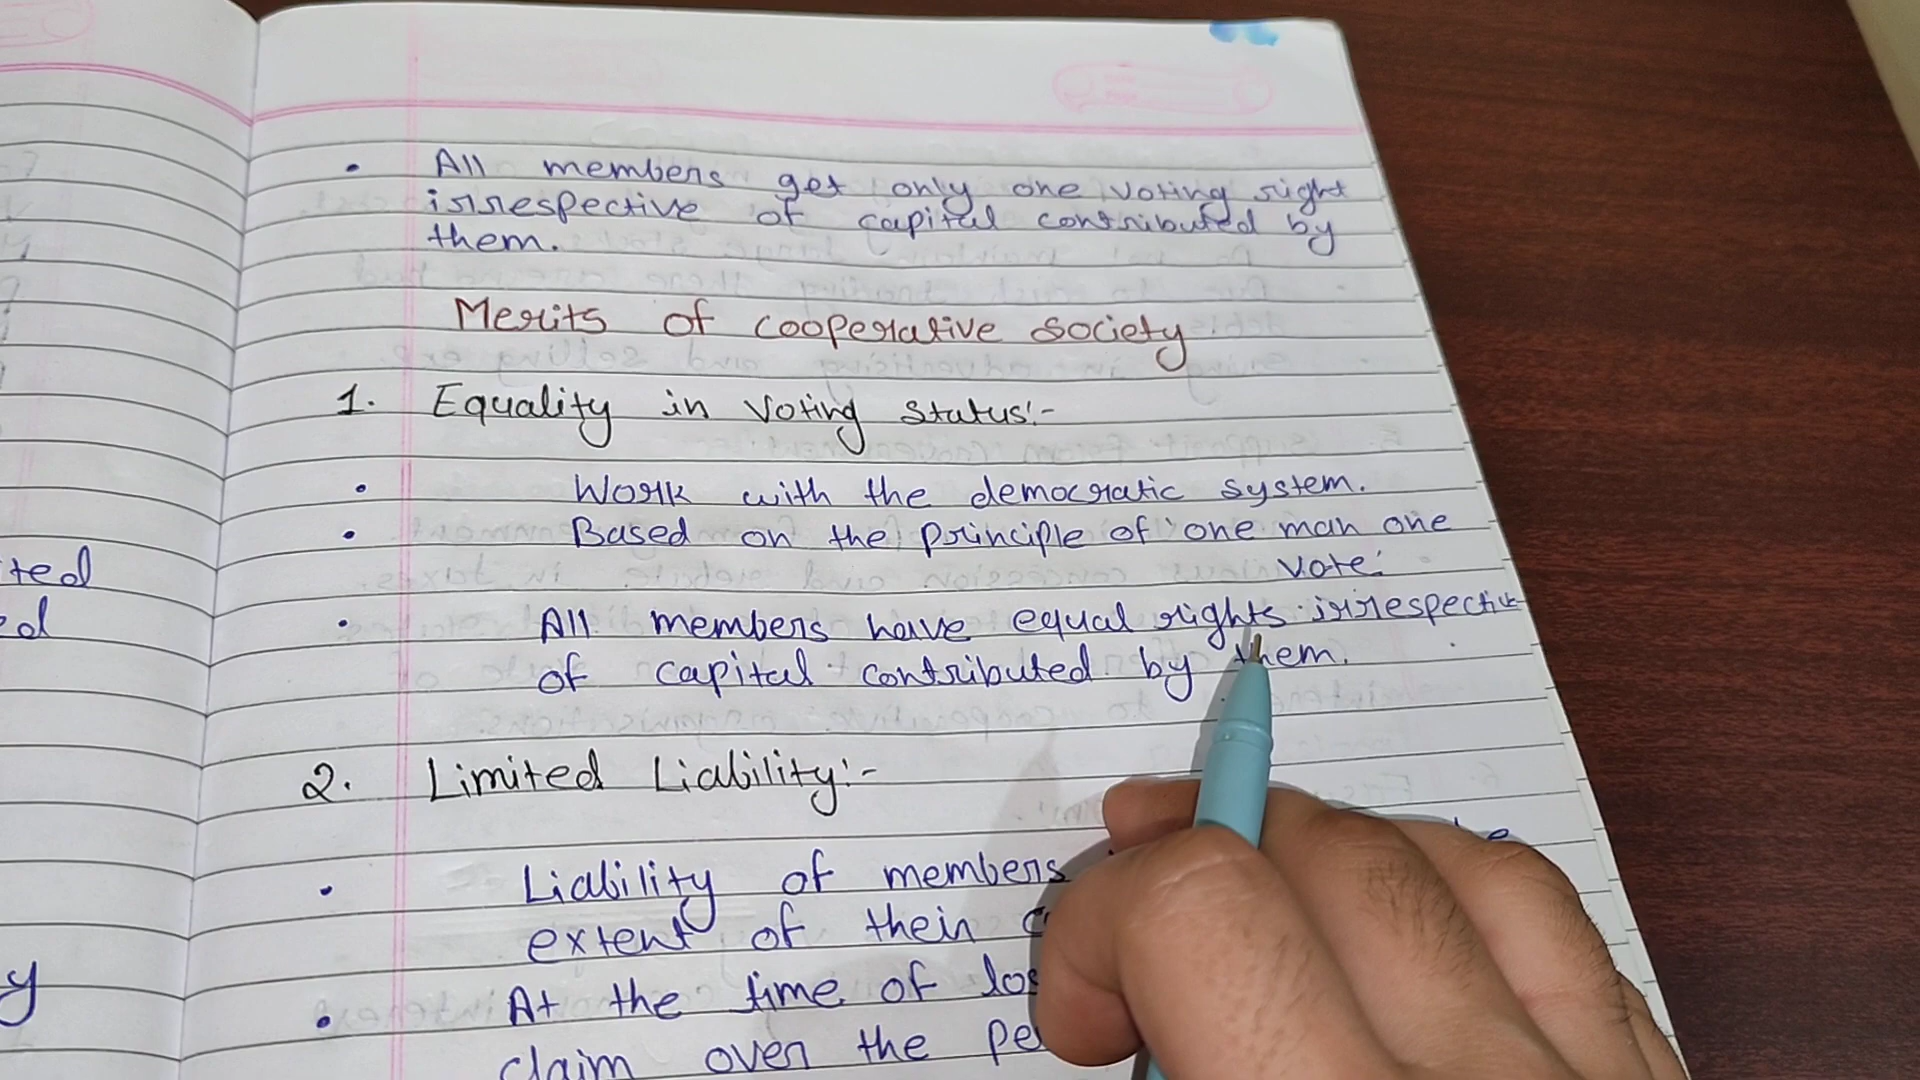 • All members get only one voting right
irrespective of capital contributed by
them.
Merits of cooperative society
1. Equality in Voting Status:-
• Work with the democratic system.
• Based on the principle of 'one man one
vote.'
• All members have equal rights irrespective
of capital contributed by them.
2. Limited Liability:-
• Liability of members
extent of their
• At the time of
claim over the
ted
y